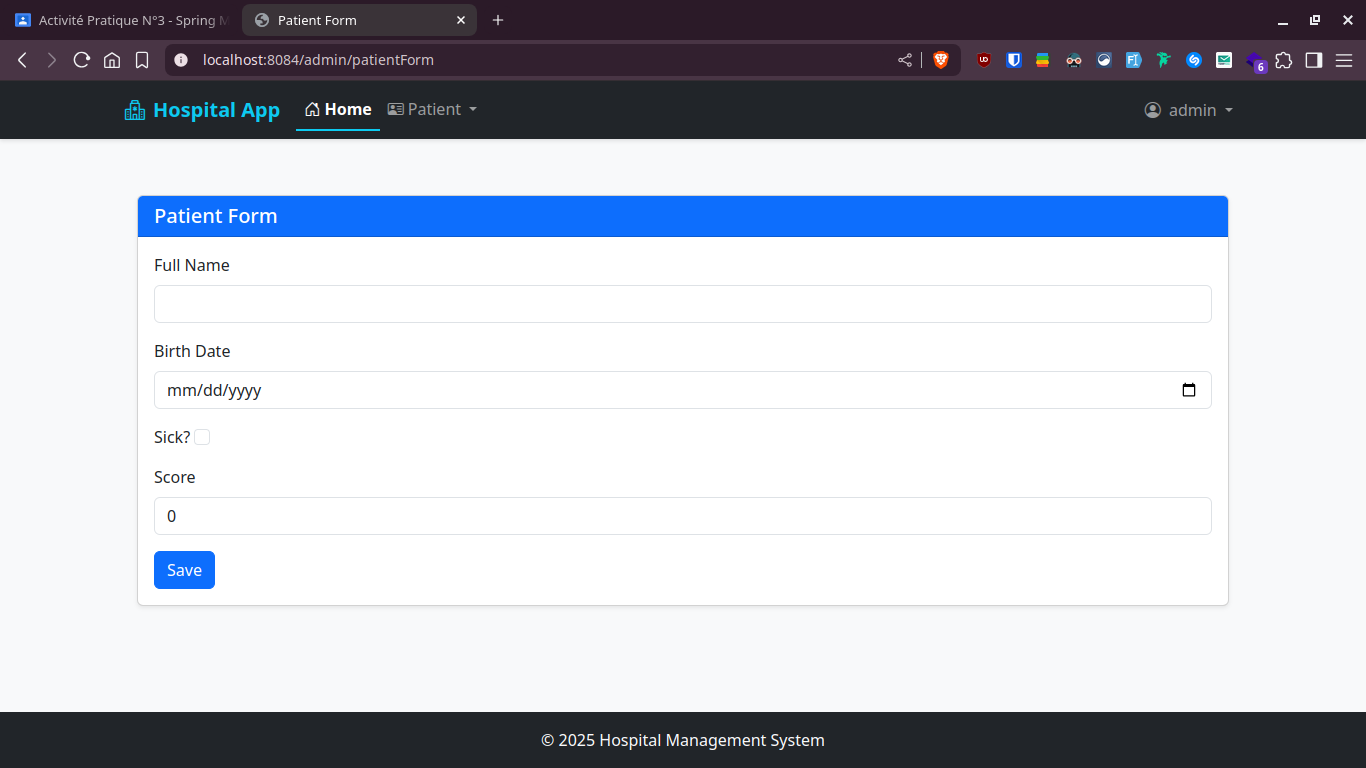 Activité Pratique N°3 - Spring M
Patient Form
localhost:8084/admin/patientForm
6
Hospital App
Home
Patient
admin
Patient Form
Full Name
Birth Date
mm/dd/yyyy
Sick?
Score
0
Save
© 2025 Hospital Management System